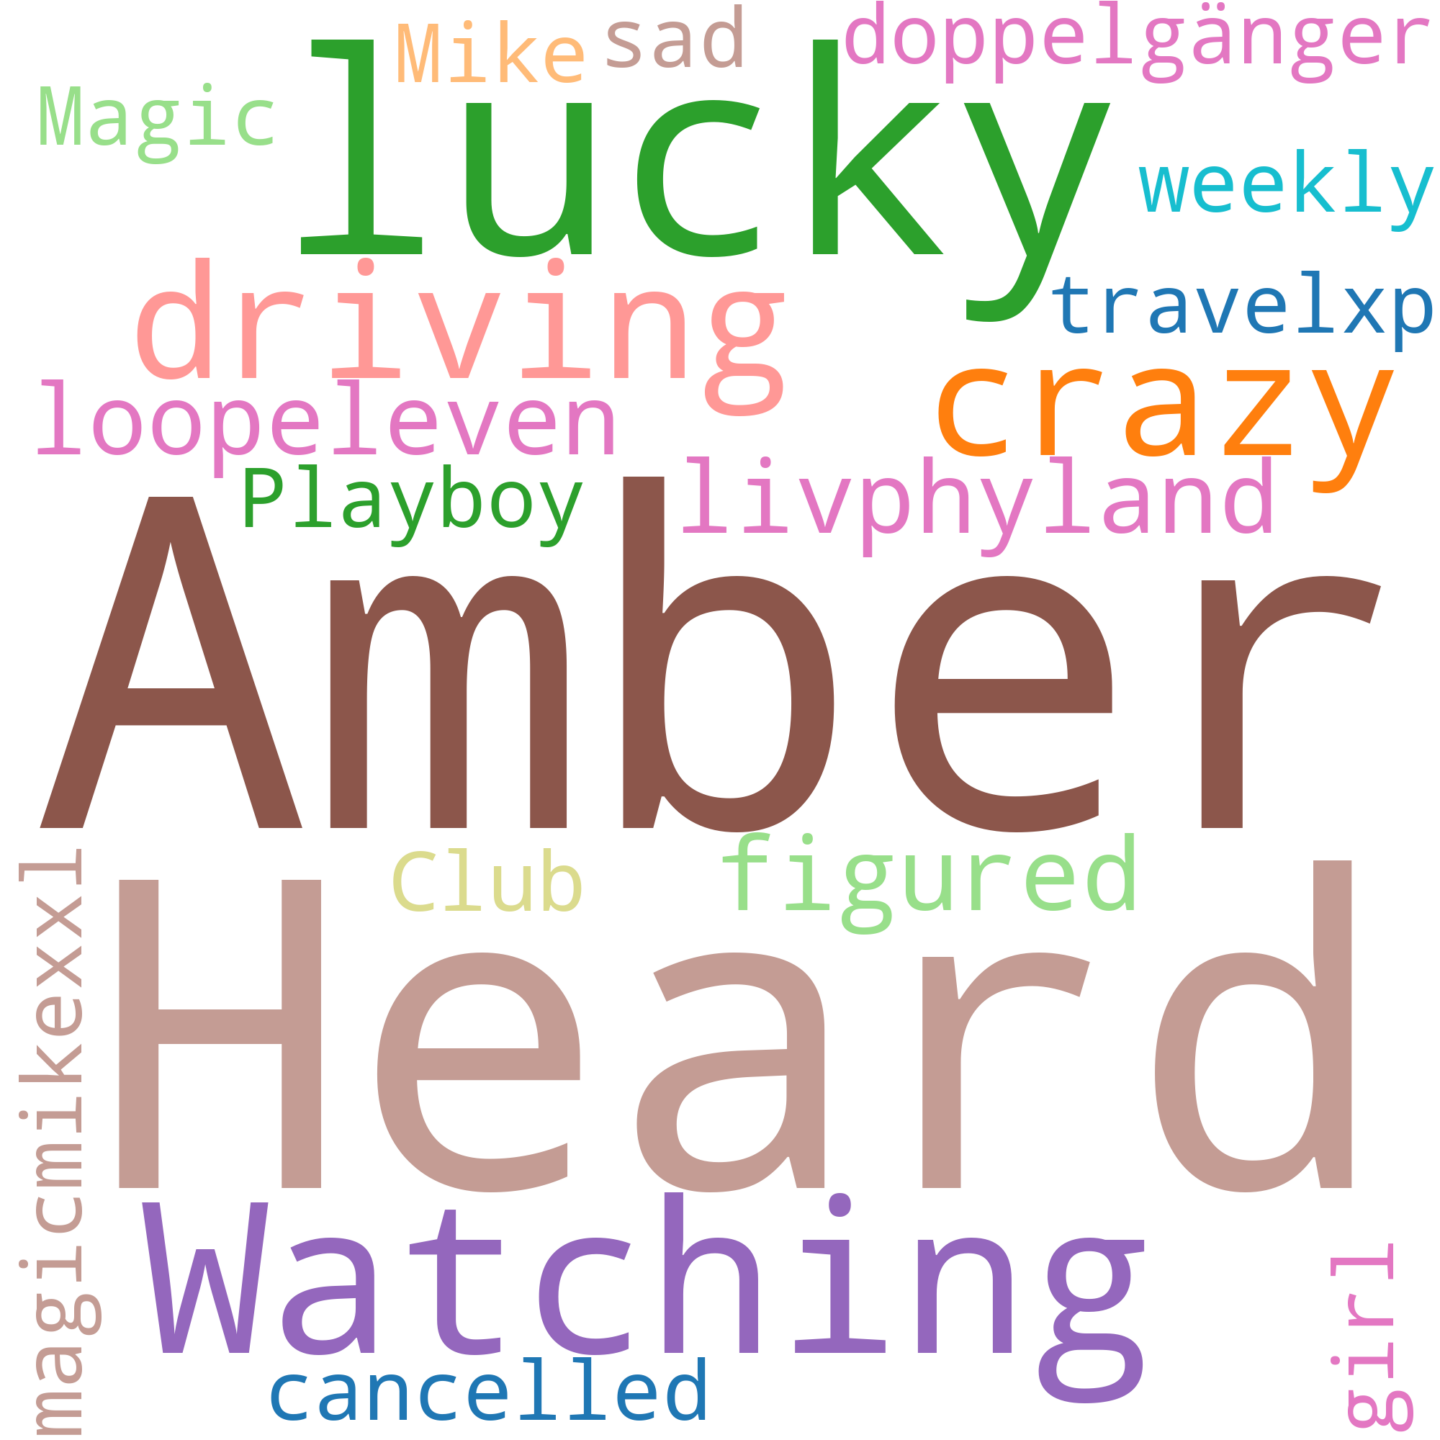 Mike sad doppelgänger
Magic lucky weekly
driving travelxp
loopeleven crazy
Playboy livphyland
Amber
Club figured
Heard
magicmikexxl
Watching
girl
cancelled